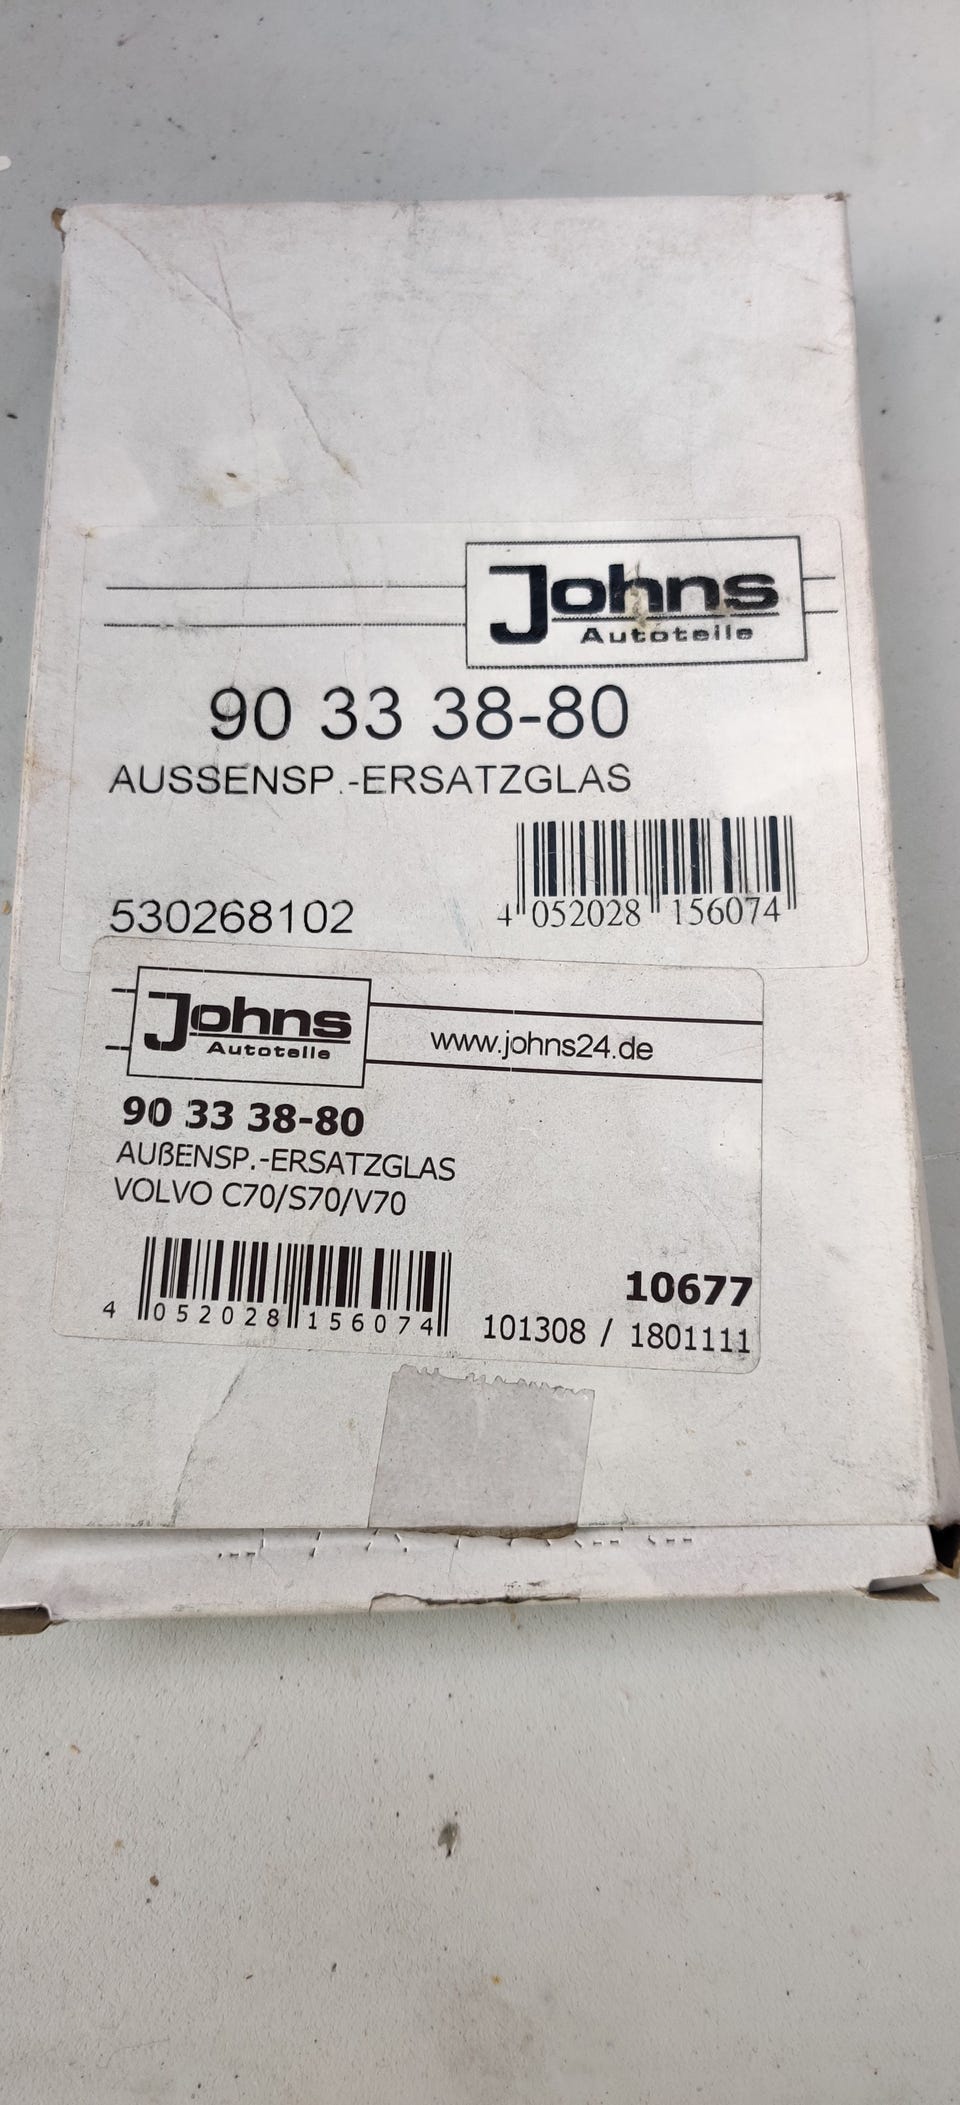 Johns
Autoteile
90 33 38-80
AUSSENSP.-ERSATZGLAS
530268102
4 052028 156074
Johns
Autoteile
www.johns24.de
90 33 38-80
AUßENSP.-ERSATZGLAS
VOLVO C70/S70/V70
4 052028 156074
10677
101308 / 1801111